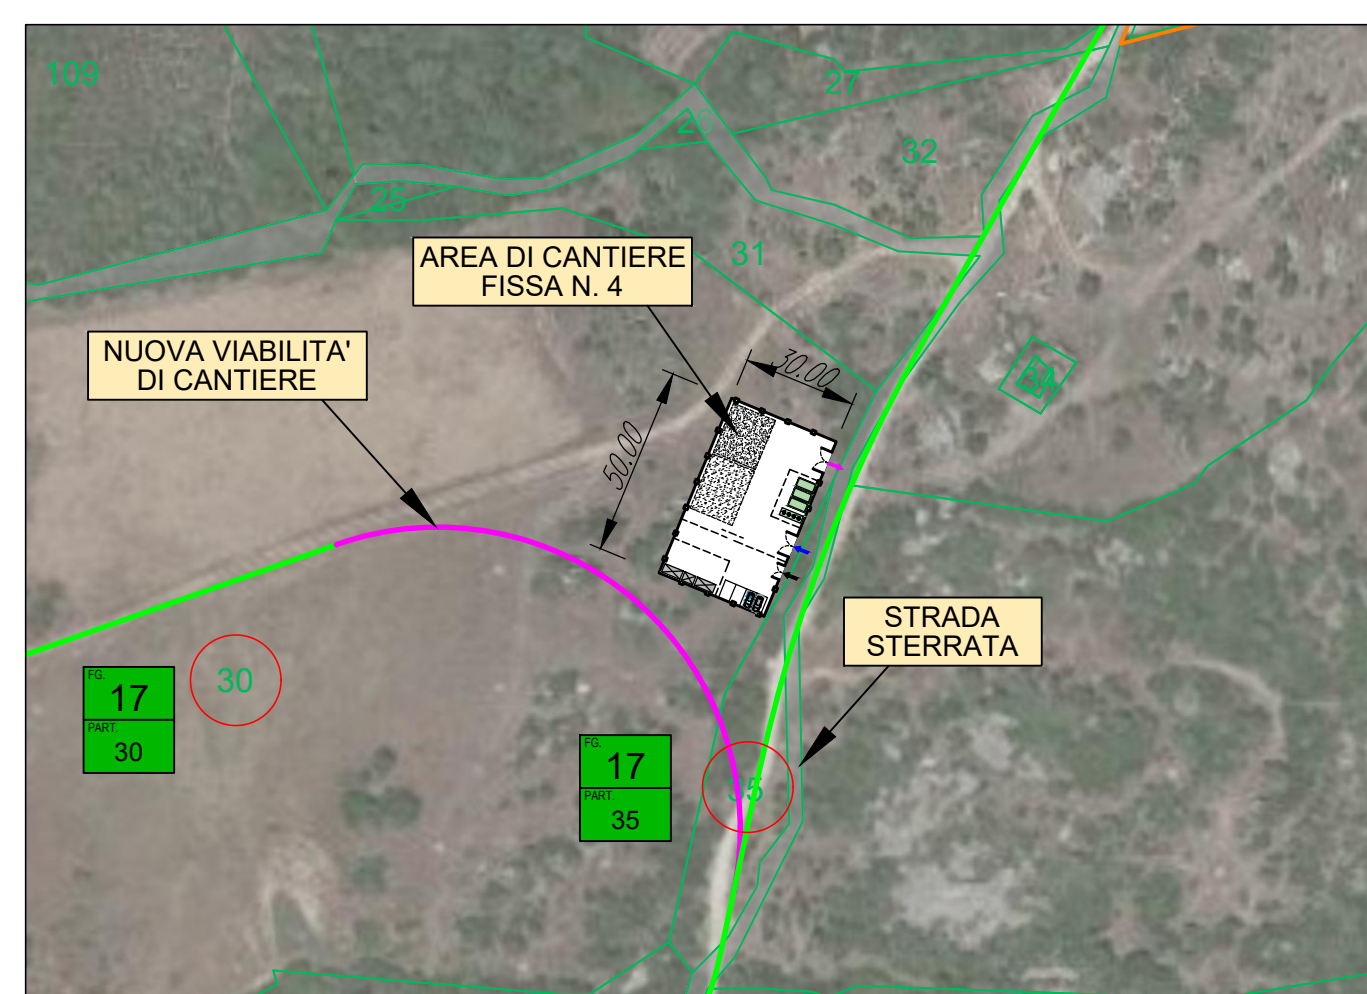 109
27
26
32
25
31
AREA DI CANTIERE
FISSA N. 4
NUOVA VIABILITA'
DI CANTIERE
30.00
50.00
STRADA
STERRATA
30
FG.
17
PART.
30
FG.
17
PART.
35
35